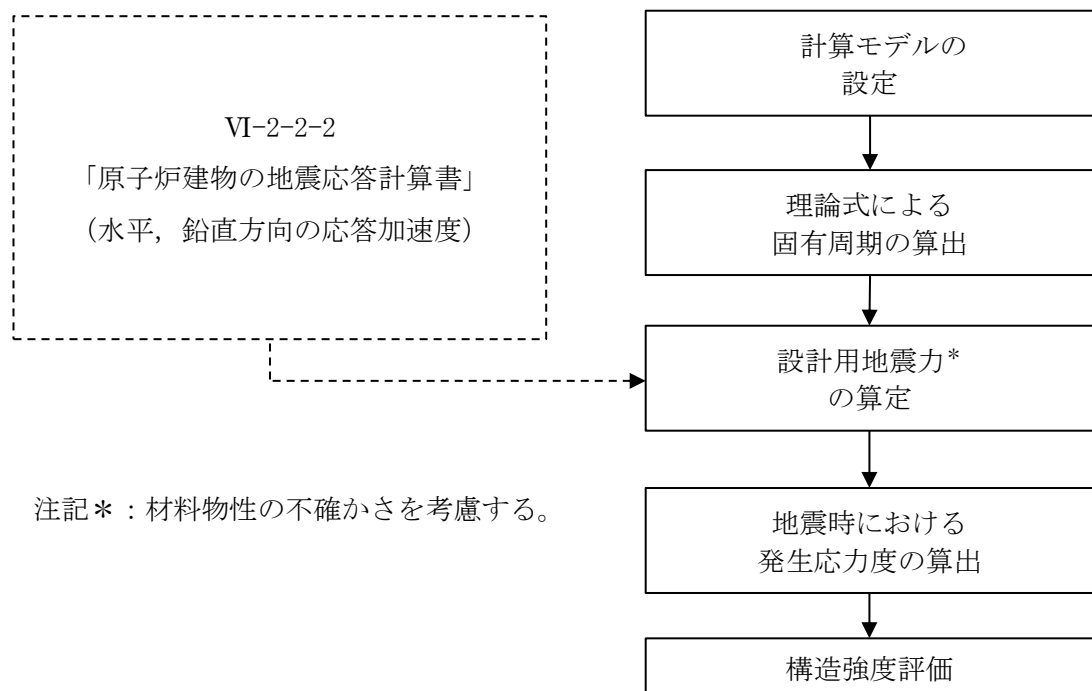 Ⅵ-2-2-2
「原子炉建物の地震応答計算書」
（水平，鉛直方向の応答加速度）
計算モデルの
設定
理論式による
固有周期の算出
設計用地震力*
の算定
地震時における
発生応力度の算出
構造強度評価
注記＊：材料物性の不確かさを考慮する。